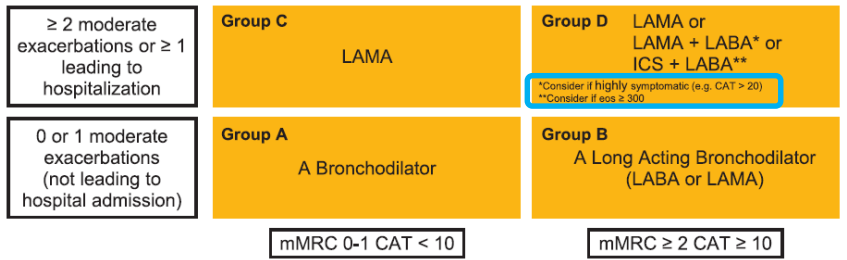 ≥ 2 moderate
exacerbations or ≥ 1
leading to
hospitalization
Group C
LAMA
Group D
LAMA or
LAMA + LABA* or
ICS + LABA**
*Consider if highly symptomatic (e.g. CAT > 20)
**Consider if eos ≥ 300
0 or 1 moderate
exacerbations
(not leading to
hospital admission)
Group A
A Bronchodilator
Group B
A Long Acting Bronchodilator
(LABA or LAMA)
mMRC 0-1 CAT < 10
mMRC ≥ 2 CAT ≥ 10